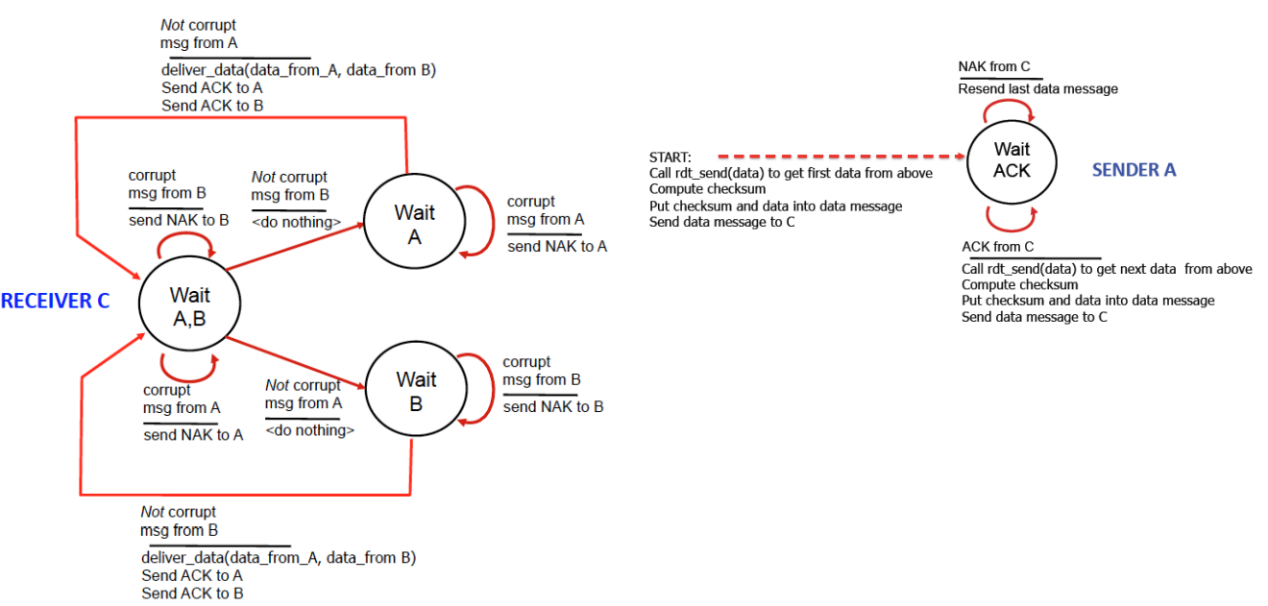 Not corrupt
msg from A
deliver_data(data_from_A, data_from B)
Send ACK to A
Send ACK to B
corrupt
msg from B
send NAK to B
Not corrupt
msg from B
<do nothing>
Wait
A
corrupt
msg from A
send NAK to A
RECEIVER C
Wait
A,B
corrupt
msg from A
send NAK to A
Not corrupt
msg from A
<do nothing>
Wait
B
corrupt
msg from B
send NAK to B
Not corrupt
msg from B
deliver_data(data_from_A, data_from B)
Send ACK to A
Send ACK to B
NAK from C
Resend last data message
Wait
ACK
SENDER A
START:
Call rdt_send(data) to get first data from above
Compute checksum
Put checksum and data into data message
Send data message to C
ACK from C
Call rdt_send(data) to get next data from above
Compute checksum
Put checksum and data into data message
Send data message to C